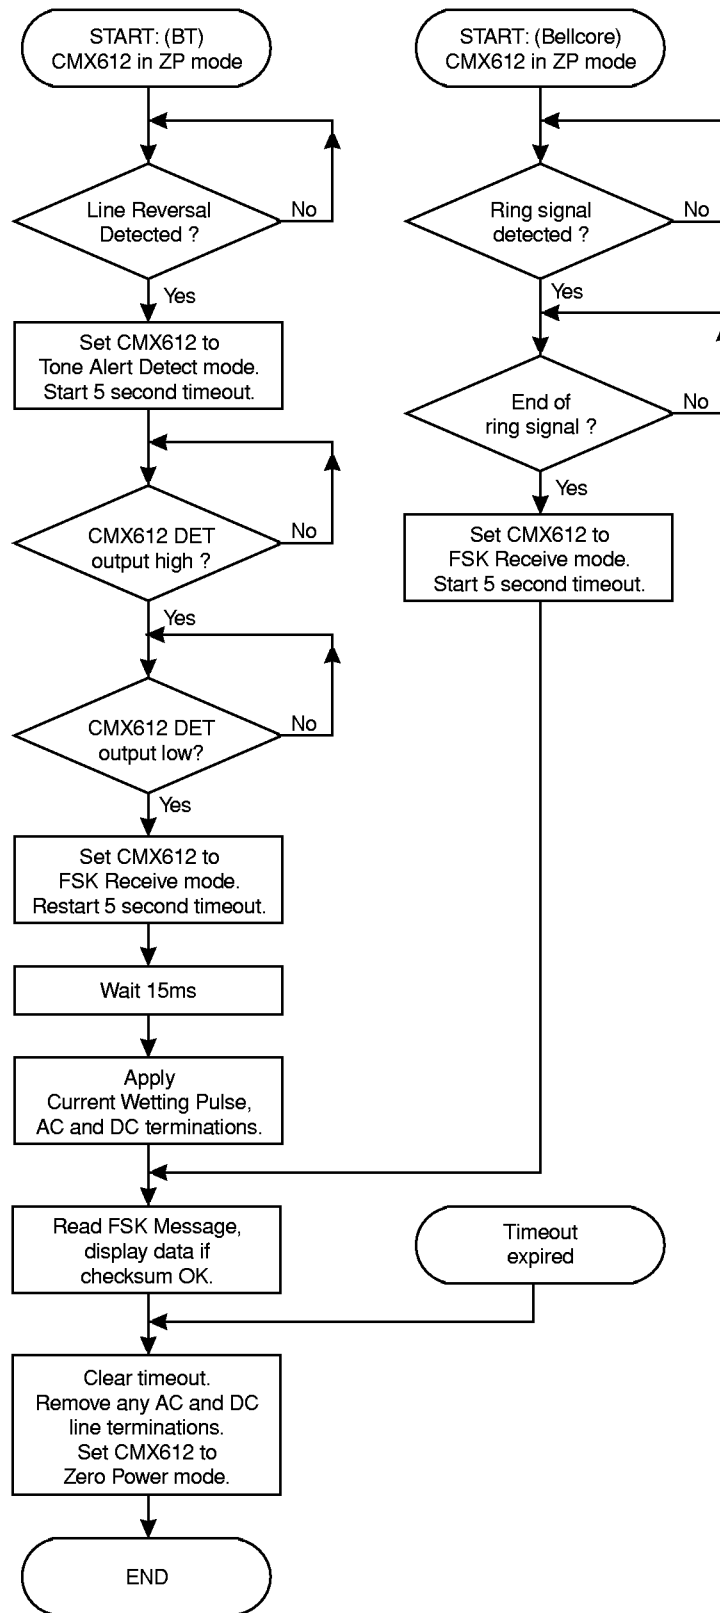 START: (BT)
CMX612 in ZP mode
Line Reversal
Detected ?
No
Yes
Set CMX612 to
Tone Alert Detect mode.
Start 5 second timeout.
CMX612 DET
output high ?
No
Yes
CMX612 DET
output low?
No
Yes
Set CMX612 to
FSK Receive mode.
Restart 5 second timeout.
Wait 15ms
Apply
Current Wetting Pulse,
AC and DC terminations.
Read FSK Message,
display data if
checksum OK.
Clear timeout.
Remove any AC and DC
line terminations.
Set CMX612 to
Zero Power mode.
END
START: (Bellcore)
CMX612 in ZP mode
Ring signal
detected ?
No
Yes
End of
ring signal ?
No
Yes
Set CMX612 to
FSK Receive mode.
Start 5 second timeout.
Timeout
expired